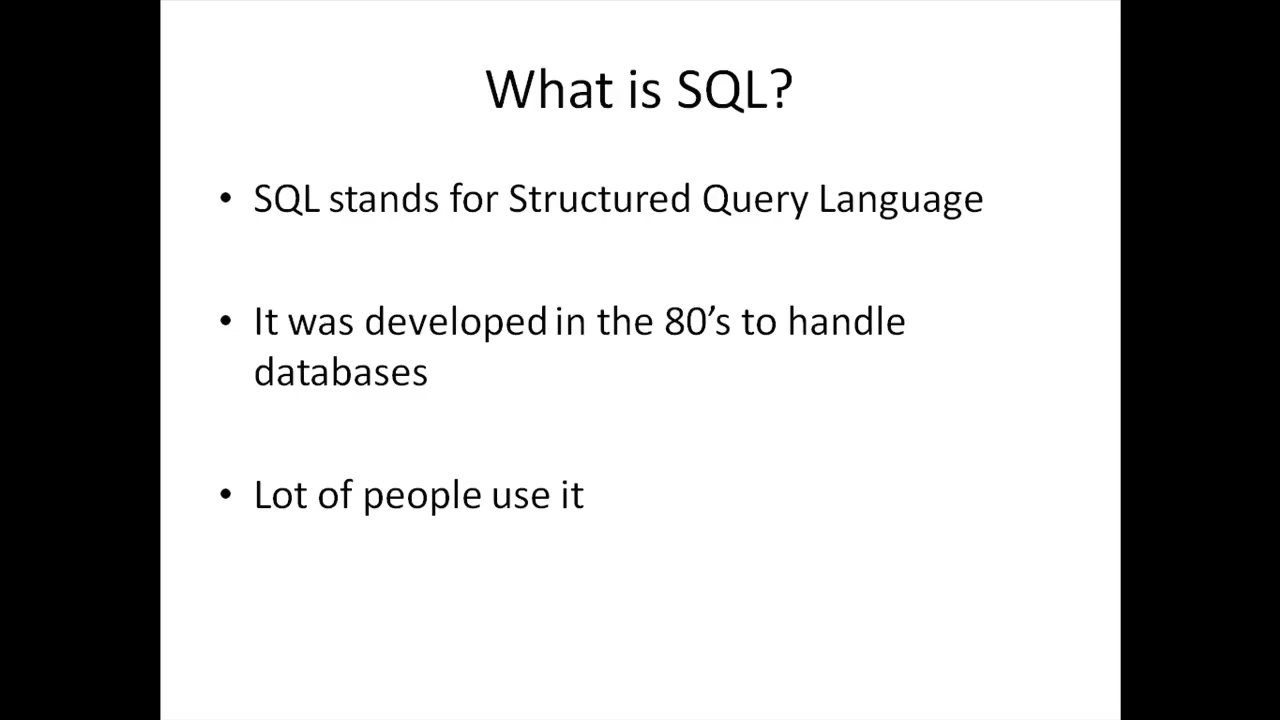 What is SQL?
• SQL stands for Structured Query Language
• It was developed in the 80’s to handle
databases
• Lot of people use it